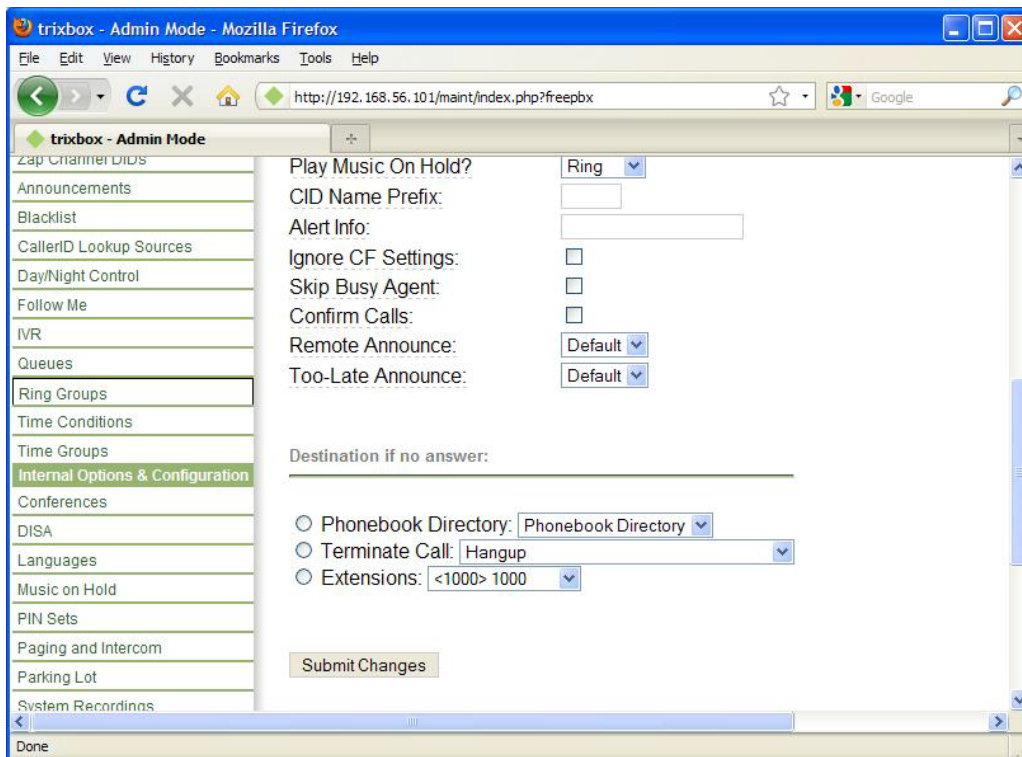 trixbox - Admin Mode - Mozilla Firefox
File Edit View History Bookmarks Tools Help
http://192.168.56.101/maint/index.php?freepbx
Google
trixbox - Admin Mode
Zap Channel DIDs
Announcements
Blacklist
CallerID Lookup Sources
Day/Night Control
Follow Me
IVR
Queues
Ring Groups
Time Conditions
Time Groups
Internal Options & Configuration
Conferences
DISA
Languages
Music on Hold
PIN Sets
Paging and Intercom
Parking Lot
System Recordings
Play Music On Hold? Ring
CID Name Prefix:
Alert Info:
Ignore CF Settings:
Skip Busy Agent:
Confirm Calls:
Remote Announce: Default
Too-Late Announce: Default
Destination if no answer:
Phonebook Directory: Phonebook Directory
Terminate Call: Hangup
Extensions: <1000> 1000
Submit Changes
Done